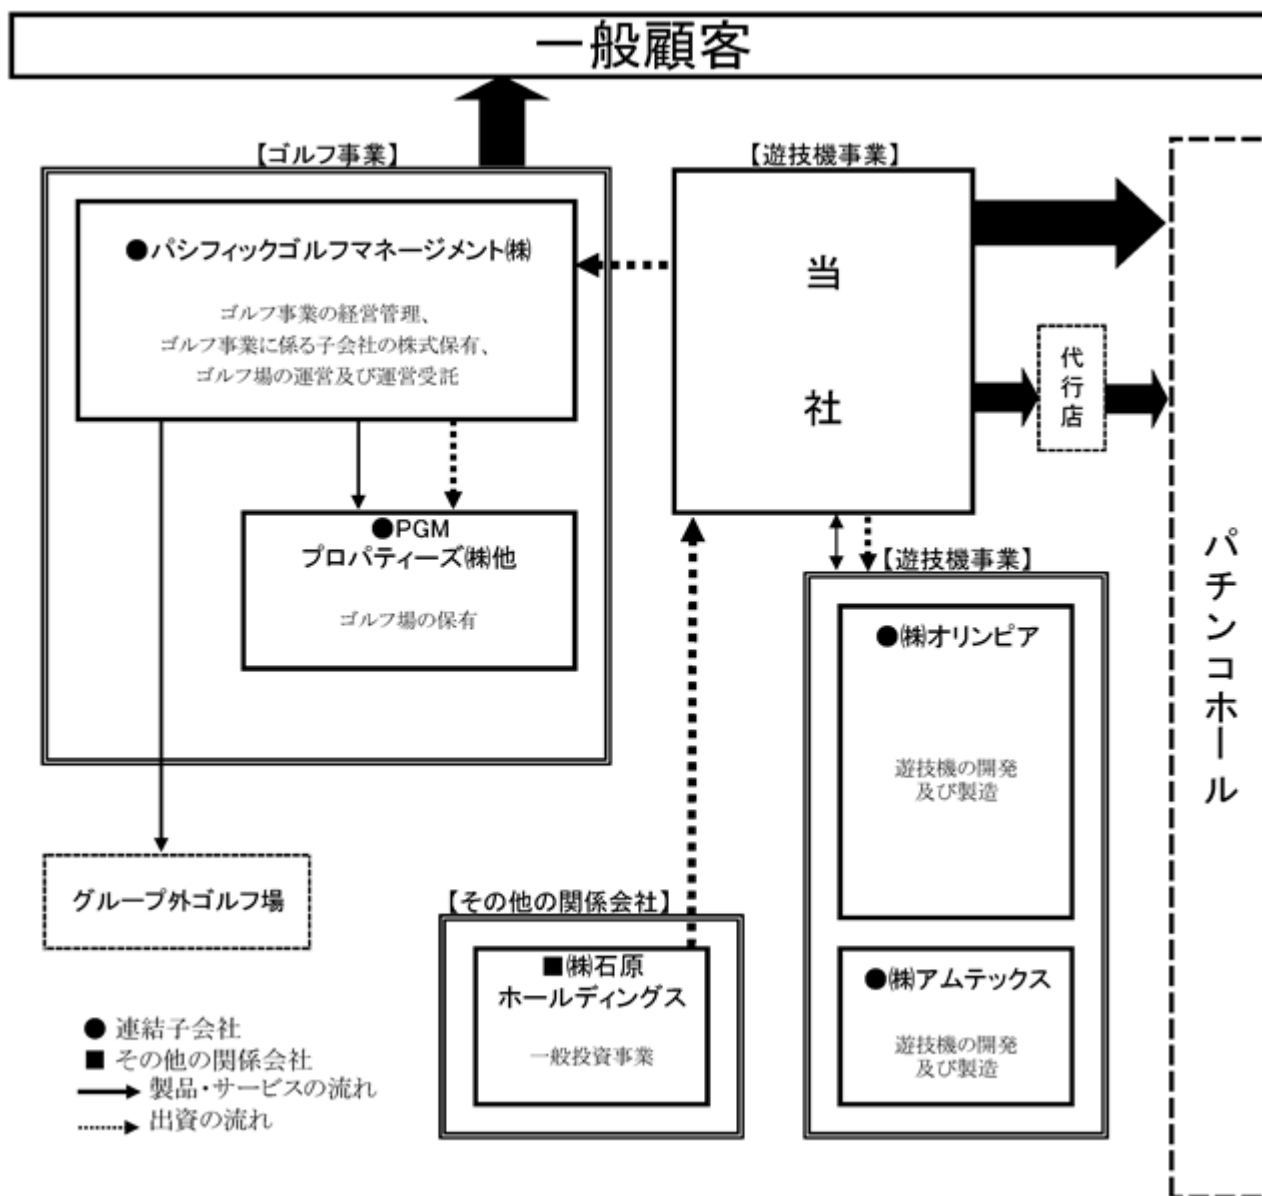 一般顧客
【ゴルフ事業】
●パシフィックゴルフマネージメント㈱
ゴルフ事業の経営管理、
ゴルフ事業に係る子会社の株式保有、
ゴルフ場の運営及び運営受託
●PGM
プロパティーズ㈱他
ゴルフ場の保有
グループ外ゴルフ場
【遊技機事業】
当
社
代行店
パチンコホール
【遊技機事業】
●㈱オリンピア
遊技機の開発
及び製造
●㈱アムテックス
遊技機の開発
及び製造
【その他の関係会社】
■㈱石原
ホールディングス
一般投資事業
● 連結子会社
■ その他の関係会社
製品・サービスの流れ
出資の流れ